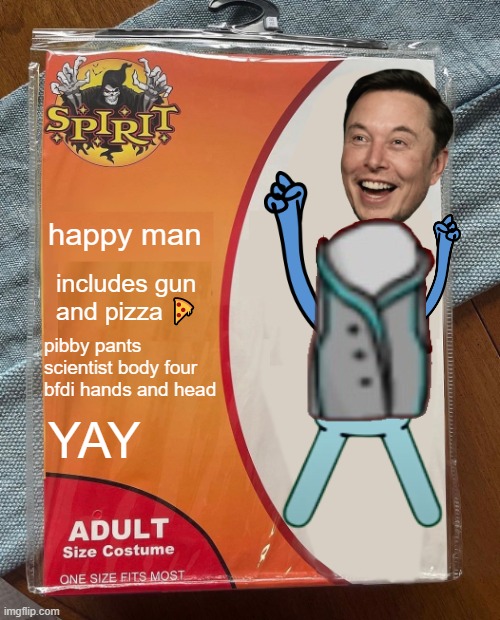 SPIRIT
happy man
includes gun
and pizza 🍕
pibby pants
scientist body four
bfdi hands and head
YAY
ADULT
Size Costume
ONE SIZE FITS MOST
imgflip.com